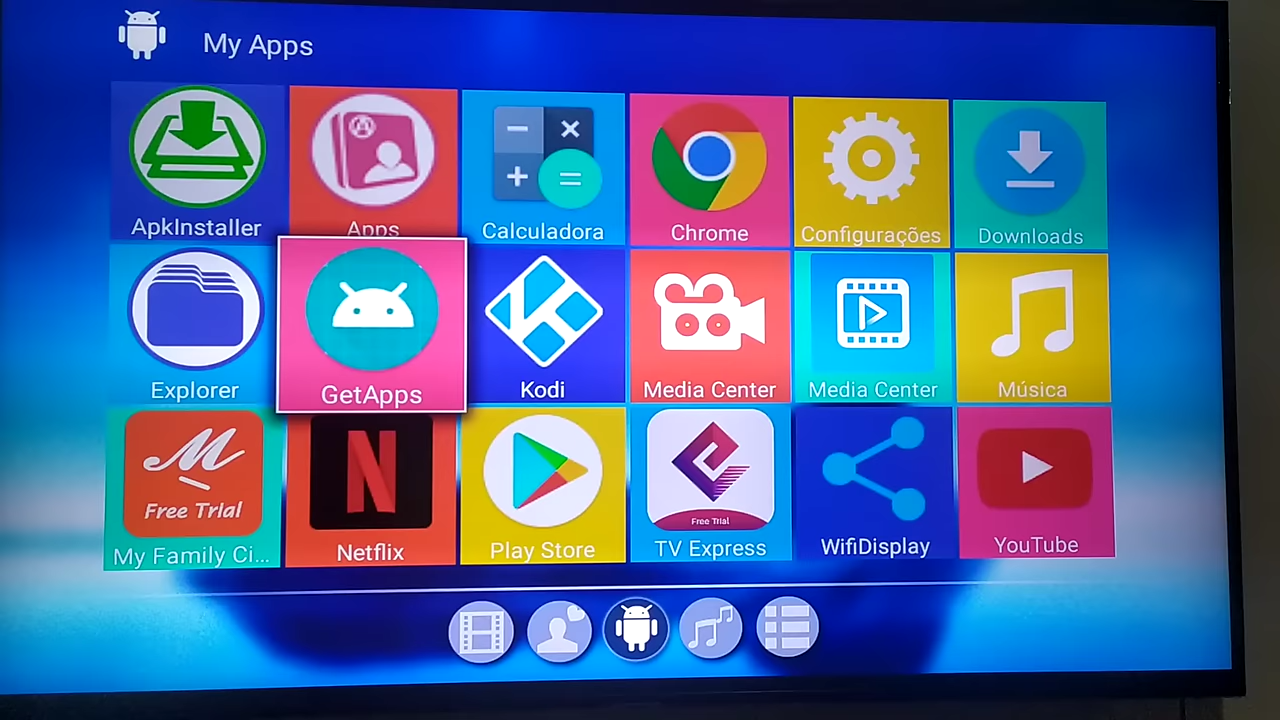 My Apps
ApkInstaller
Apps
Calculadora
Chrome
Configurações
Downloads
Explorer
GetApps
Kodi
Media Center
Media Center
Música
M
Free Trial
My Family Ci...
N
Netflix
Play Store
Free Trial
TV Express
WifiDisplay
YouTube